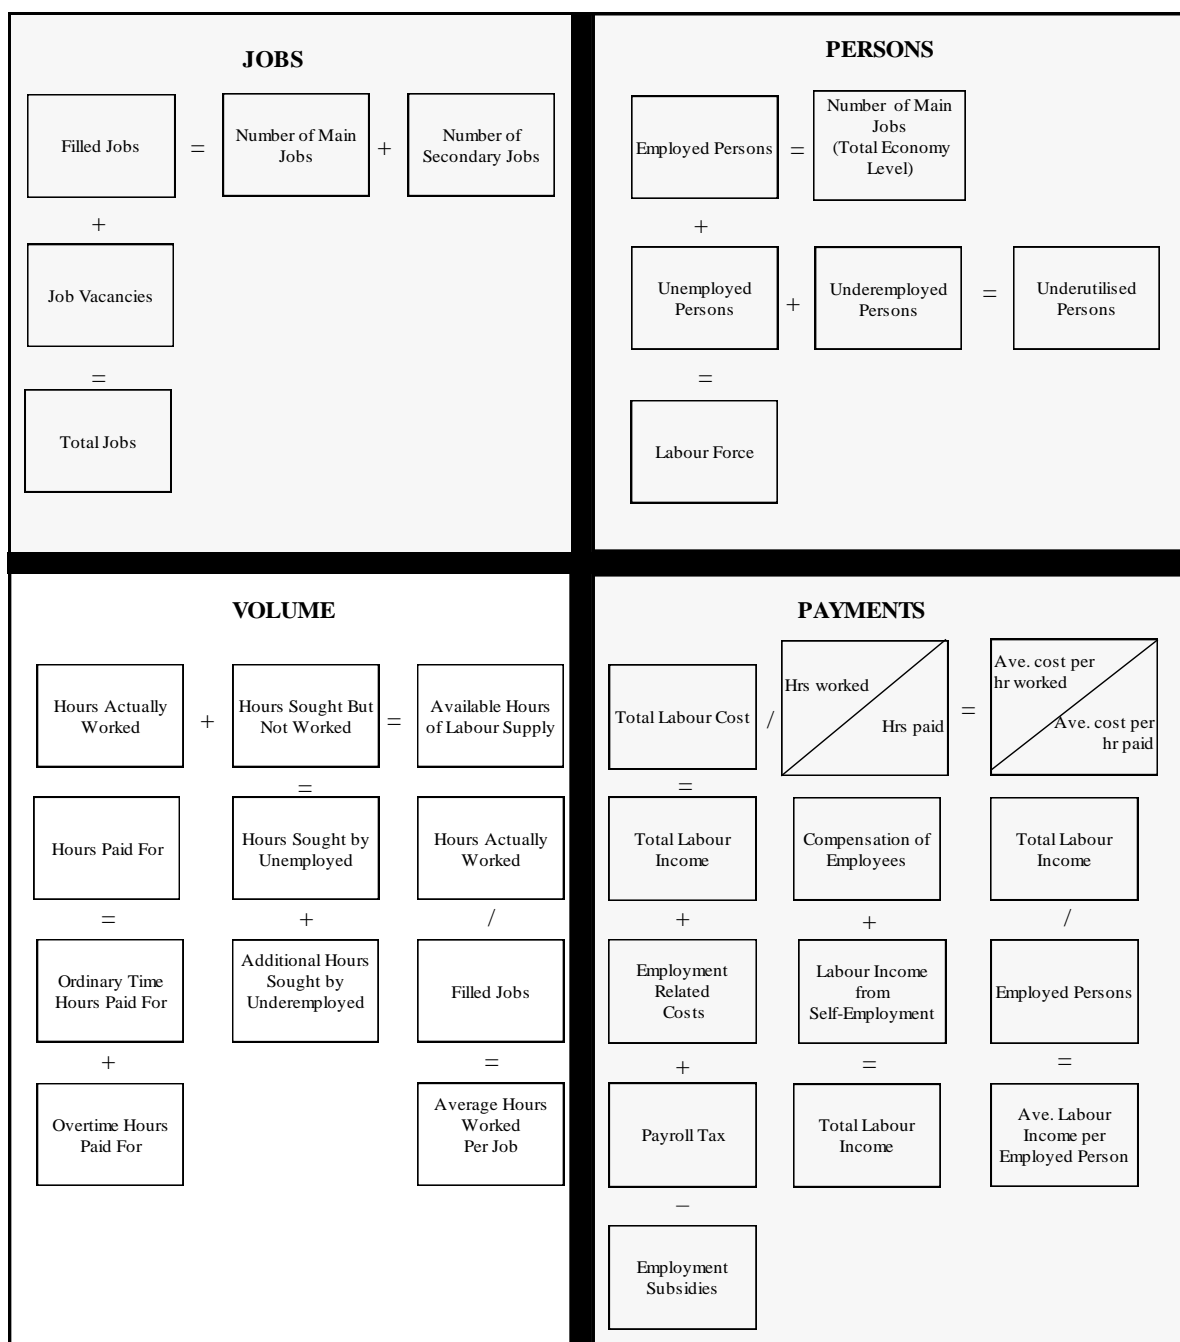 JOBS
Filled Jobs
=
Number of Main
Jobs
+
Number of
Secondary Jobs
+
Job Vacancies
=
Total Jobs
PERSONS
Employed Persons
=
Number of Main
Jobs
(Total Economy
Level)
+
Unemployed
Persons
+
Underemployed
Persons
=
Underutilised
Persons
=
Labour Force
VOLUME
Hours Actually
Worked
+
Hours Sought But
Not Worked
=
Available Hours
of Labour Supply
=
Hours Paid For
Hours Sought by
Unemployed
Hours Actually
Worked
=
+
/
Ordinary Time
Hours Paid For
Additional Hours
Sought by
Underemployed
Filled Jobs
+
=
Overtime Hours
Paid For
Average Hours
Worked
Per Job
PAYMENTS
Total Labour Cost
/
Hrs worked
Hrs paid
=
Ave. cost per
hr worked
Ave. cost per
hr paid
=
Total Labour
Income
Compensation of
Employees
Total Labour
Income
+
+
/
Employment
Related
Costs
Labour Income
from
Self-Employment
Employed Persons
+
=
=
Payroll Tax
Total Labour
Income
Ave. Labour
Income per
Employed Person
–
Employment
Subsidies